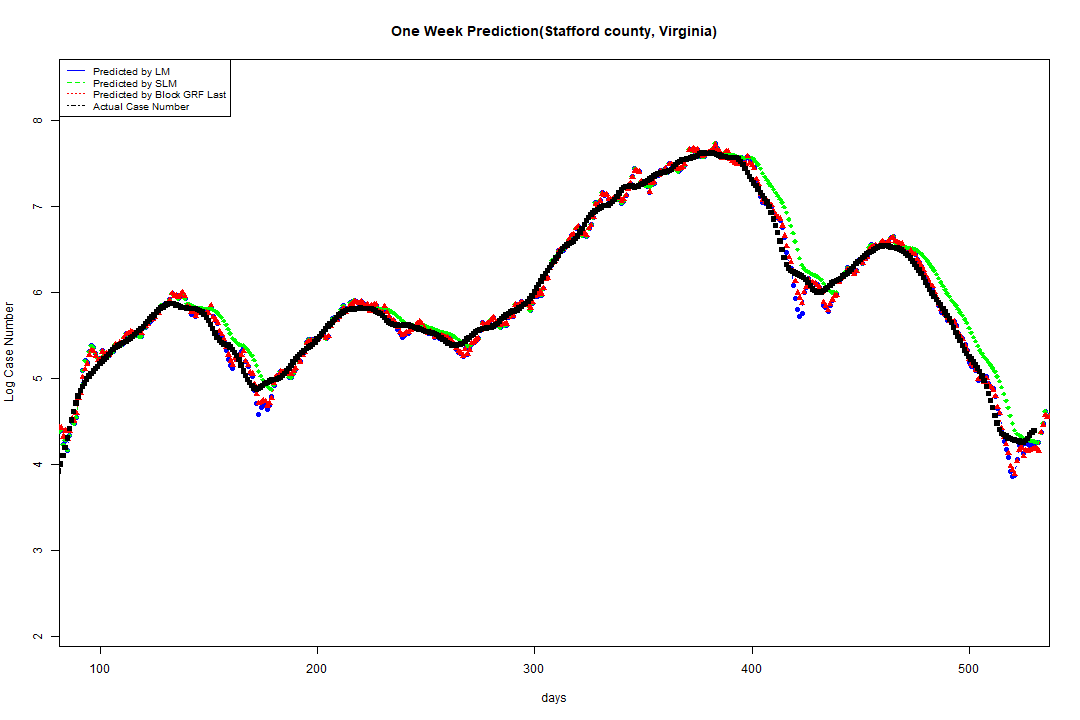 One Week Prediction(Stafford county, Virginia)
Predicted by LM
Predicted by SLM
Predicted by Block GRF Last
Actual Case Number
Log Case Number
8
7
6
5
4
3
2
100 200 300 400 500
days